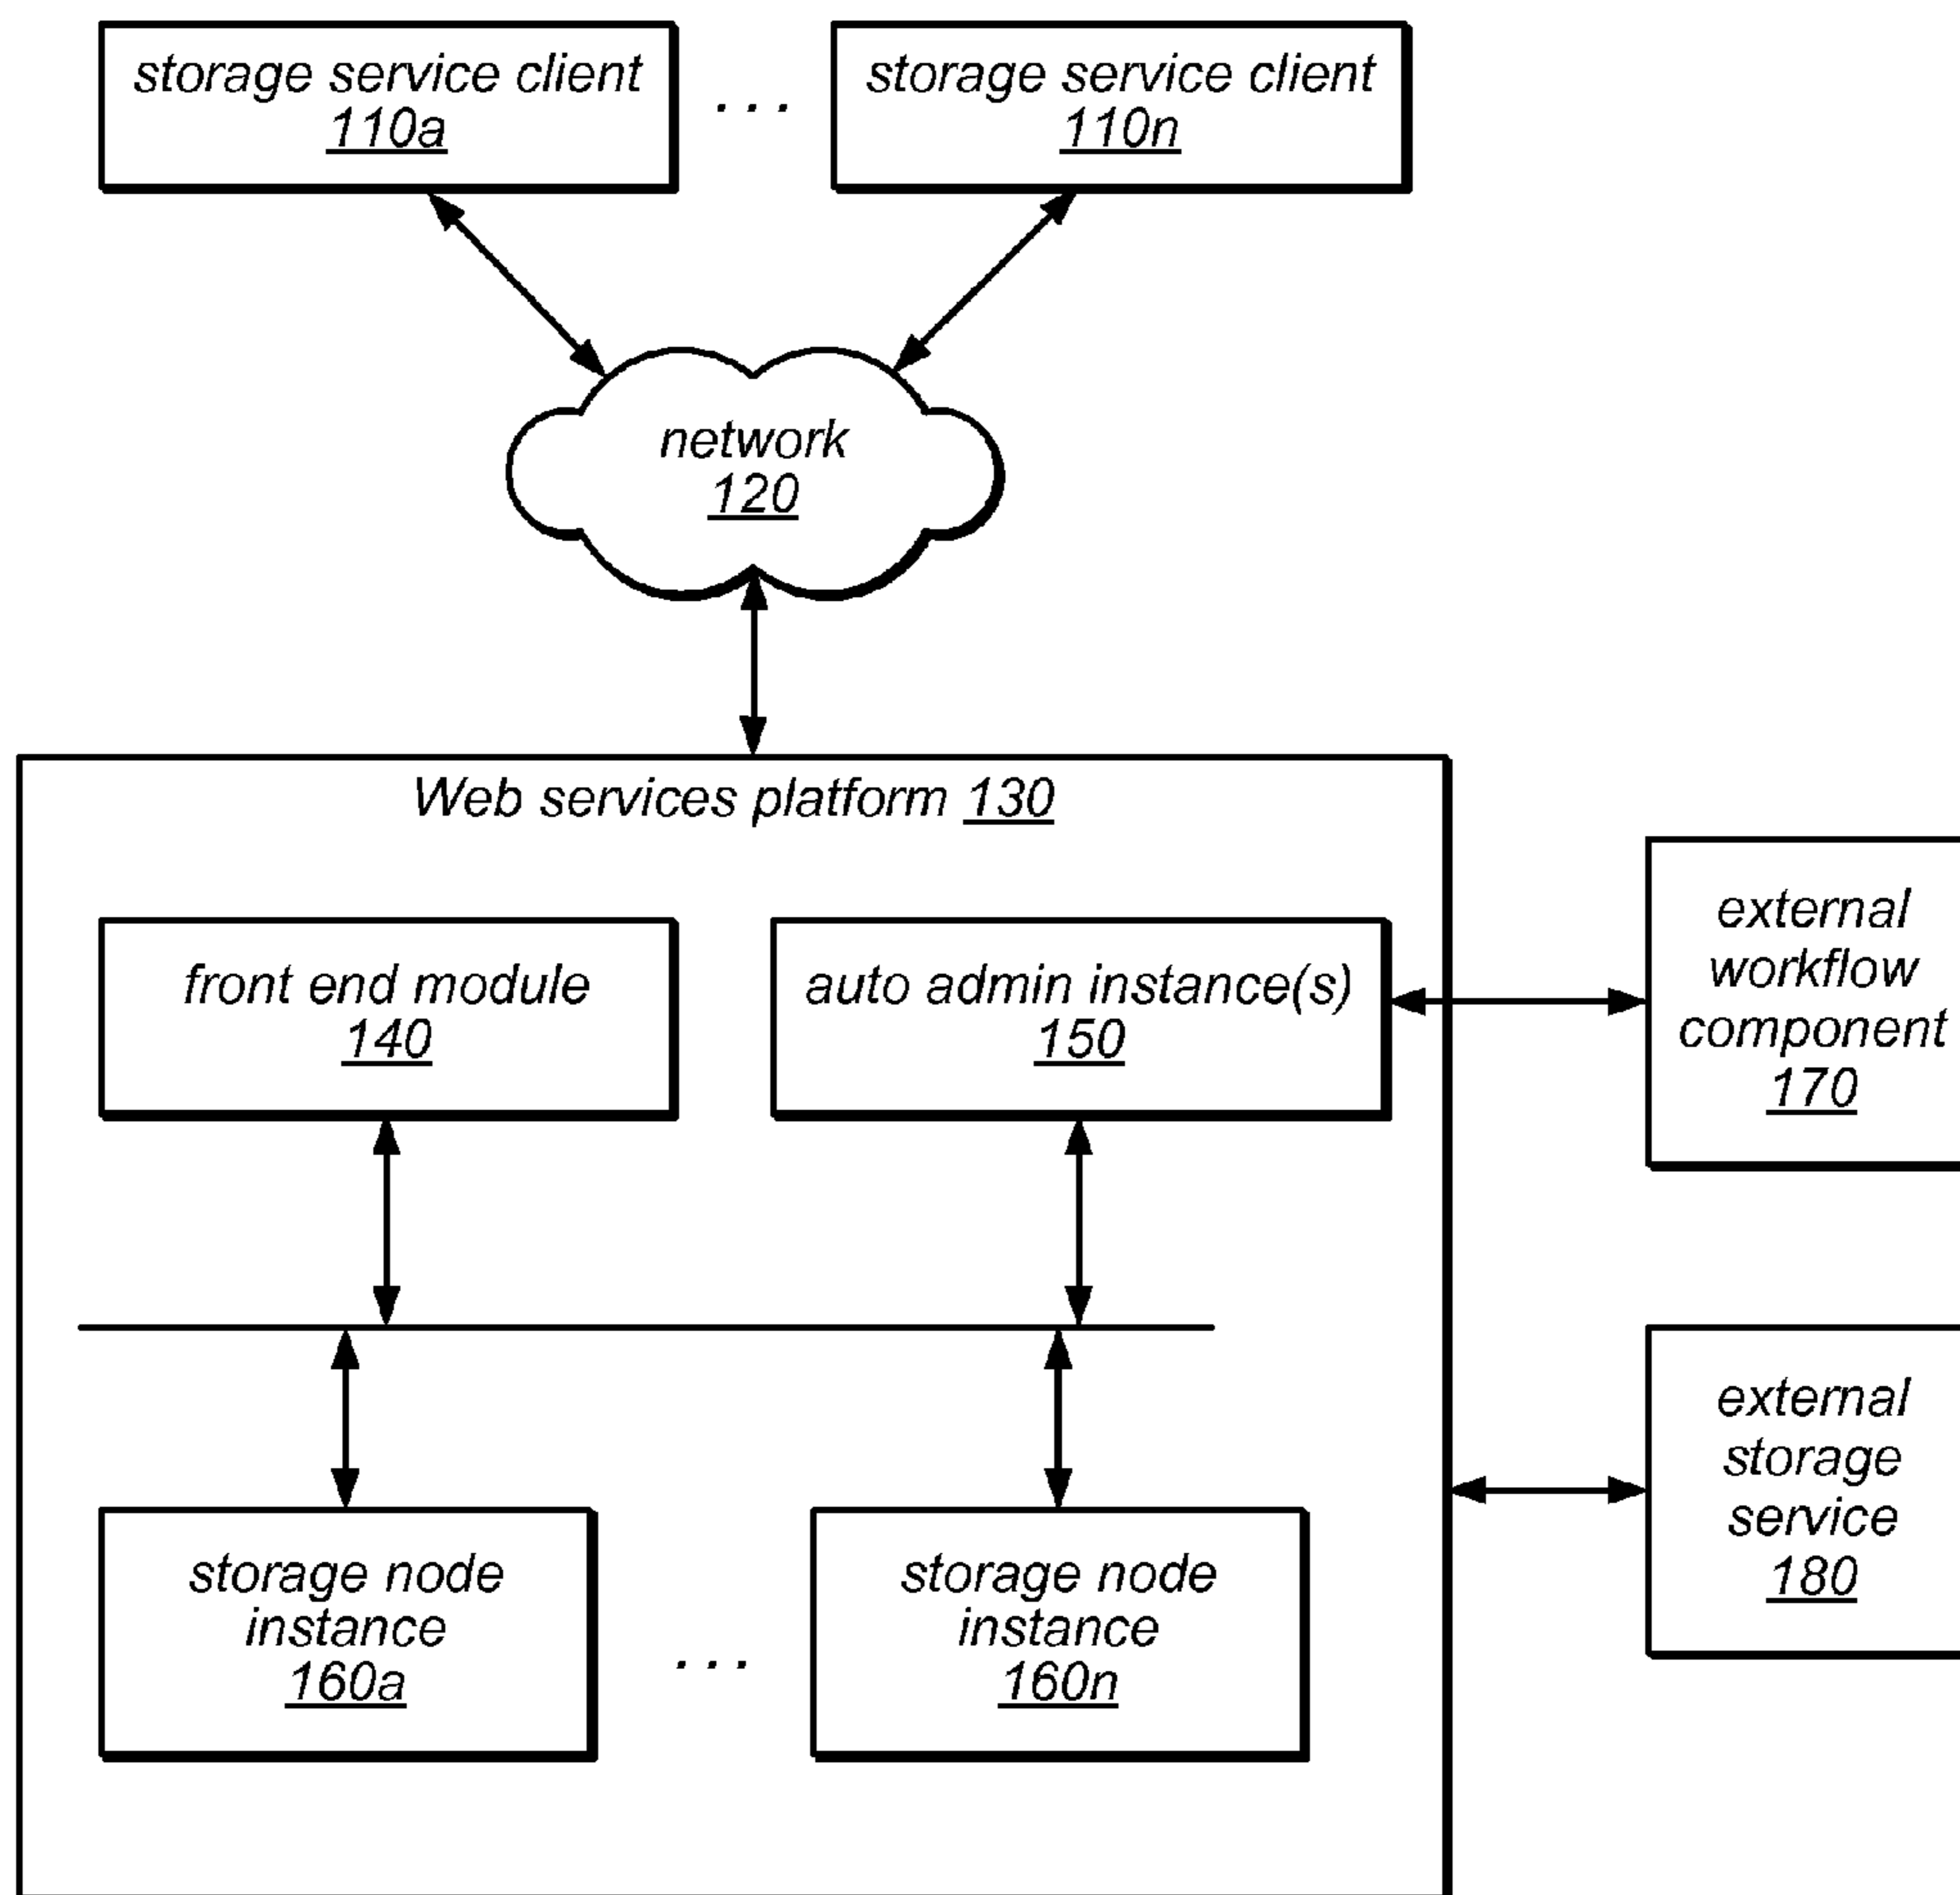 storage service client
110a
. . .
storage service client
110n
network
120
Web services platform 130
front end module
140
auto admin instance(s)
150
external
workflow
component
170
external
storage
service
180
storage node
instance
160a
. . .
storage node
instance
160n